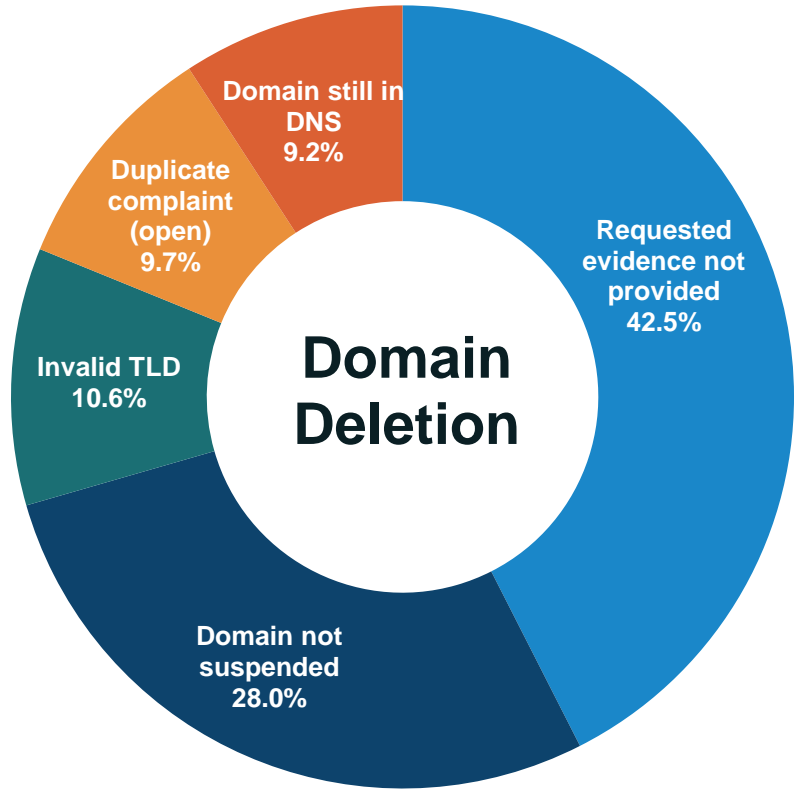 Domain still in
DNS
9.2%
Duplicate
complaint
(open)
9.7%
Requested
evidence not
provided
42.5%
Domain
Deletion
Invalid TLD
10.6%
Domain not
suspended
28.0%